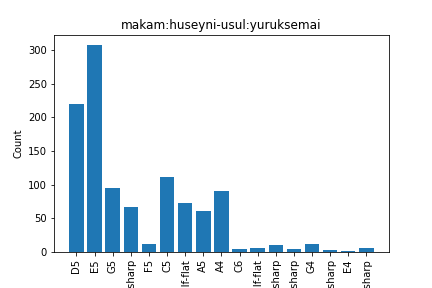 makam:huseyni-usul:yuruksemai
300
250
200
150
100
50
0
Count
D5
E5
G5
sharp
F5
C5
lf-flat
A5
A4
C6
lf-flat
sharp
sharp
G4
sharp
E4
sharp